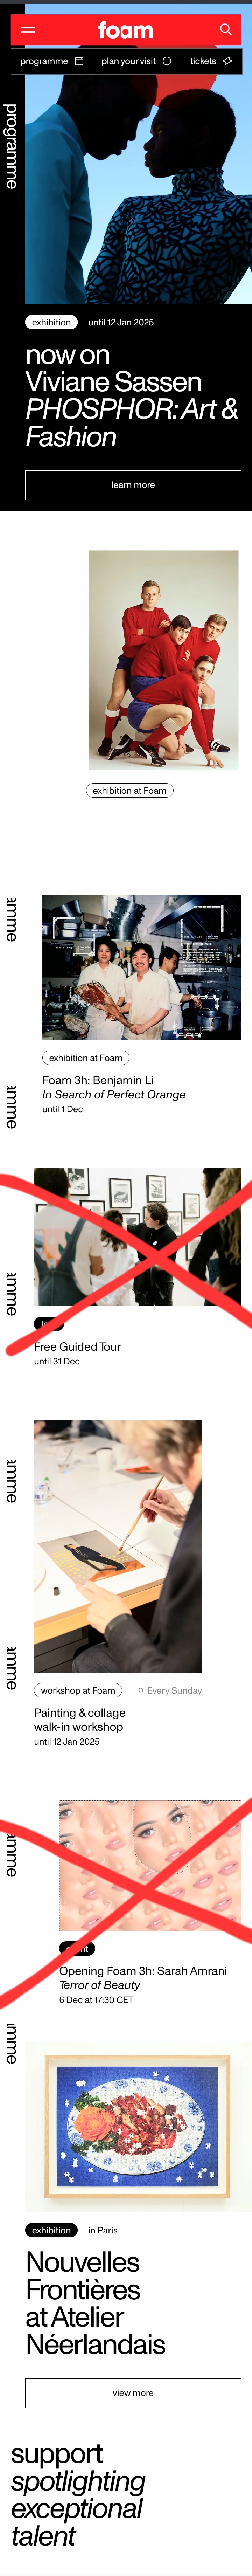 foam
programme
plan your visit
tickets
programme
exhibition
until 12 Jan 2025
now on
Viviane Sassen
PHOSPHOR: Art &
Fashion
learn more
exhibition at Foam
amme
exhibition at Foam
Foam 3h: Benjamin Li
In Search of Perfect Orange
until 1 Dec
amme
amme
Free Guided Tour
until 31 Dec
amme
amme
workshop at Foam
Every Sunday
Painting & collage
walk-in workshop
until 12 Jan 2025
amme
Opening Foam 3h: Sarah Amrani
Terror of Beauty
6 Dec at 17:30 CET
amme
exhibition
in Paris
Nouvelles
Frontières
at Atelier
Néerlandais
view more
support
spotlighting
exceptional
talent